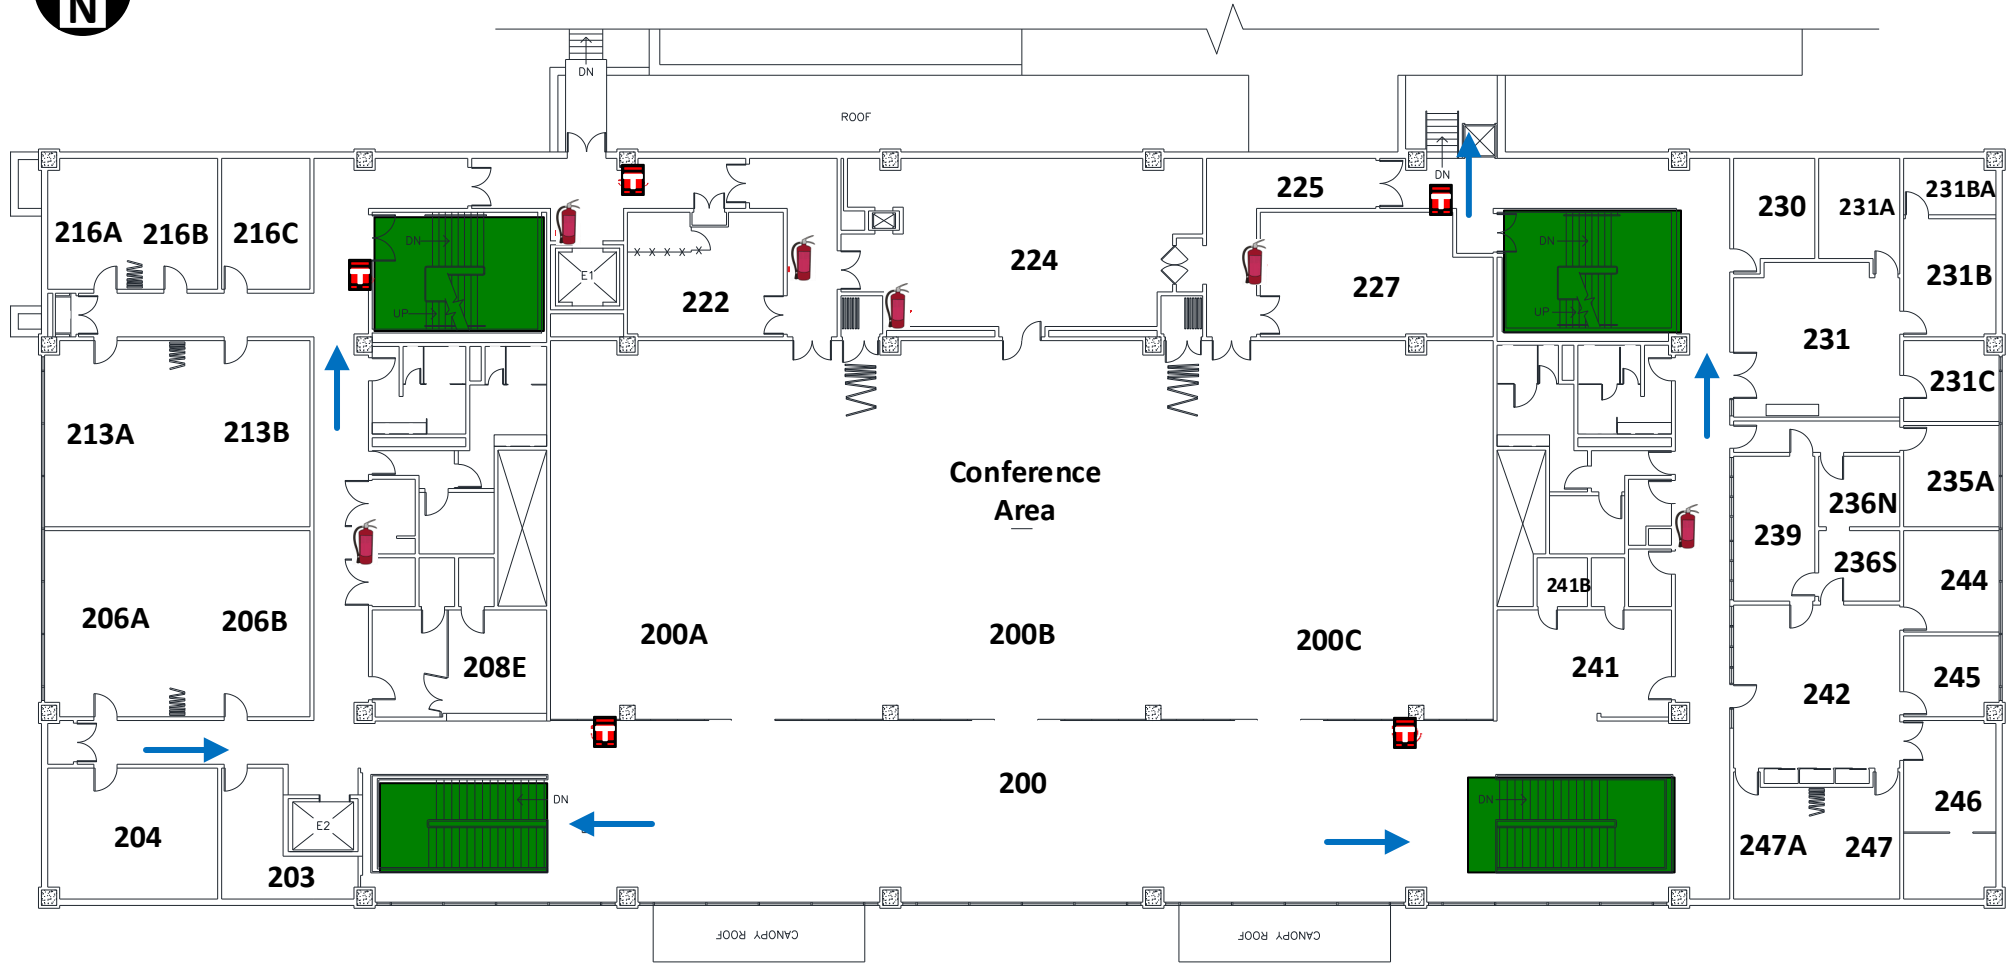 N
DN
ROOF
DN
216A
216B
216C
DN
UP
E1
222
224
225
227
DN
UP
230
231A
231BA
231B
231
231C
213A
213B
Conference
Area
235A
236N
239
236S
244
206A
206B
208E
200A
200B
200C
241B
241
242
245
DN
200
DN
E2
204
203
246
247A
247
CANOPY ROOF
CANOPY ROOF